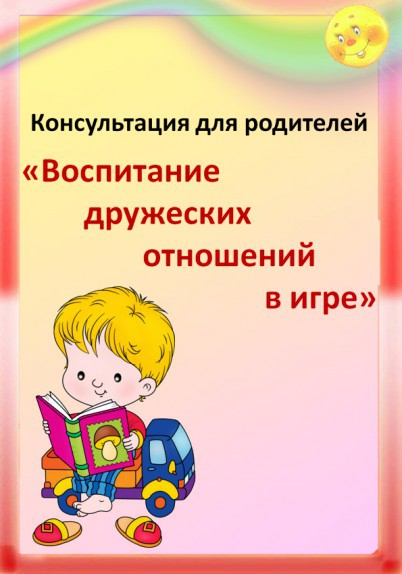 Консультация для родителей
«Воспитание
дружеских
отношений
в игре»